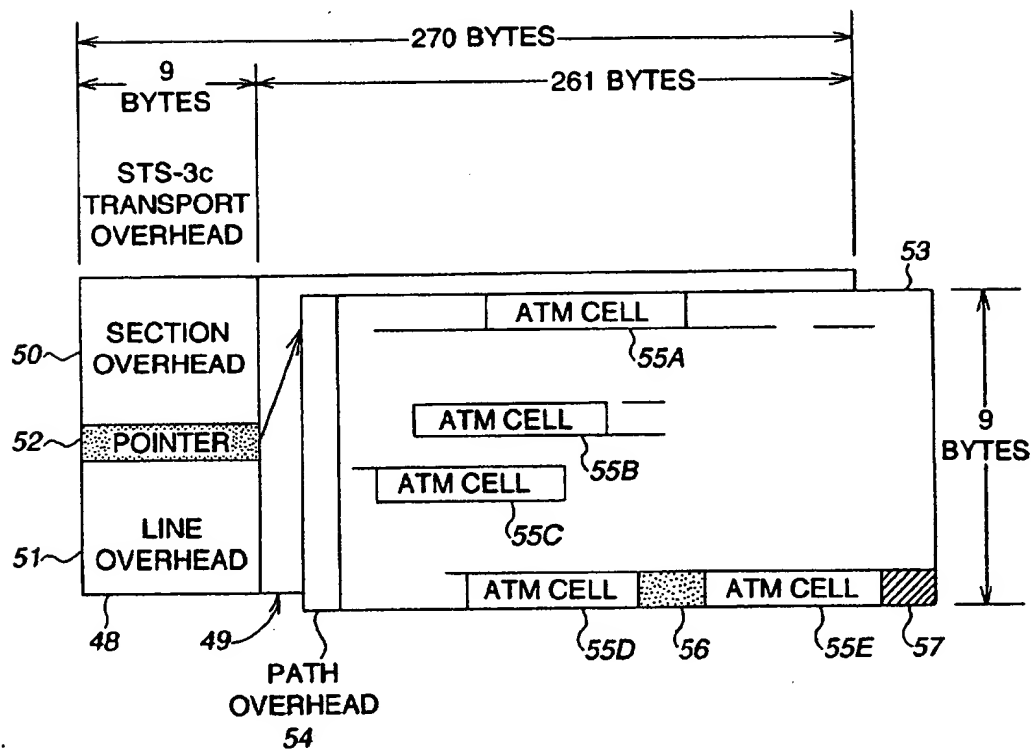 270 BYTES
9
BYTES
261 BYTES
STS-3c
TRANSPORT
OVERHEAD
53
SECTION
OVERHEAD
50
ATM CELL
55A
52
POINTER
ATM CELL
55B
9
BYTES
ATM CELL
55C
51
LINE
OVERHEAD
ATM CELL
ATM CELL
48
49
55D
56
55E
57
PATH
OVERHEAD
54